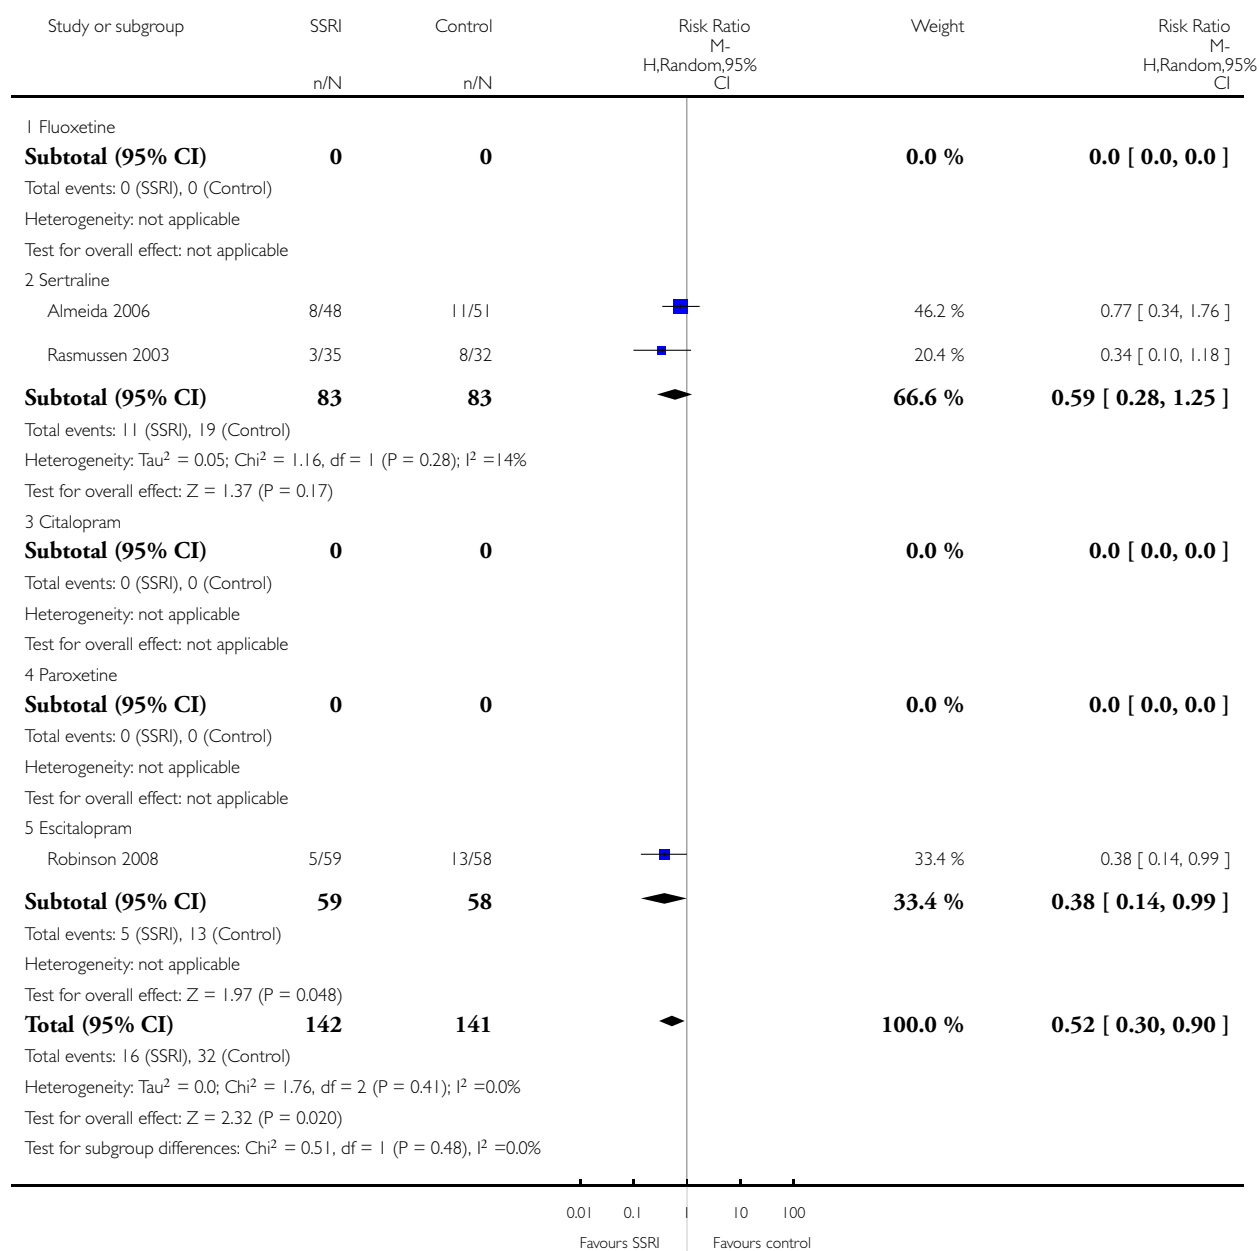 Study or subgroup SSRI Control Risk Ratio Weight Risk Ratio
M- M-
H,Random,95% H,Random,95%
n/N n/N CI CI
1 Fluoxetine
Subtotal (95% CI) 0 0 0.0 % 0.0 [ 0.0, 0.0 ]
Total events: 0 (SSRI), 0 (Control)
Heterogeneity: not applicable
Test for overall effect: not applicable
2 Sertraline
Almeida 2006 8/48 11/51 46.2 % 0.77 [ 0.34, 1.76 ]
Rasmussen 2003 3/35 8/32 20.4 % 0.34 [ 0.10, 1.18 ]
Subtotal (95% CI) 83 83 66.6 % 0.59 [ 0.28, 1.25 ]
Total events: 11 (SSRI), 19 (Control)
Heterogeneity: Tau² = 0.05; Chi² = 1.16, df = 1 (P = 0.28); I² =14%
Test for overall effect: Z = 1.37 (P = 0.17)
3 Citalopram
Subtotal (95% CI) 0 0 0.0 % 0.0 [ 0.0, 0.0 ]
Total events: 0 (SSRI), 0 (Control)
Heterogeneity: not applicable
Test for overall effect: not applicable
4 Paroxetine
Subtotal (95% CI) 0 0 0.0 % 0.0 [ 0.0, 0.0 ]
Total events: 0 (SSRI), 0 (Control)
Heterogeneity: not applicable
Test for overall effect: not applicable
5 Escitalopram
Robinson 2008 5/59 13/58 33.4 % 0.38 [ 0.14, 0.99 ]
Subtotal (95% CI) 59 58 33.4 % 0.38 [ 0.14, 0.99 ]
Total events: 5 (SSRI), 13 (Control)
Heterogeneity: not applicable
Test for overall effect: Z = 1.97 (P = 0.048)
Total (95% CI) 142 141 100.0 % 0.52 [ 0.30, 0.90 ]
Total events: 16 (SSRI), 32 (Control)
Heterogeneity: Tau² = 0.0; Chi² = 1.76, df = 2 (P = 0.41); I² =0.0%
Test for overall effect: Z = 2.32 (P = 0.020)
Test for subgroup differences: Chi² = 0.51, df = 1 (P = 0.48), I² =0.0%
0.01 0.1 1 10 100
Favours SSRI Favours control